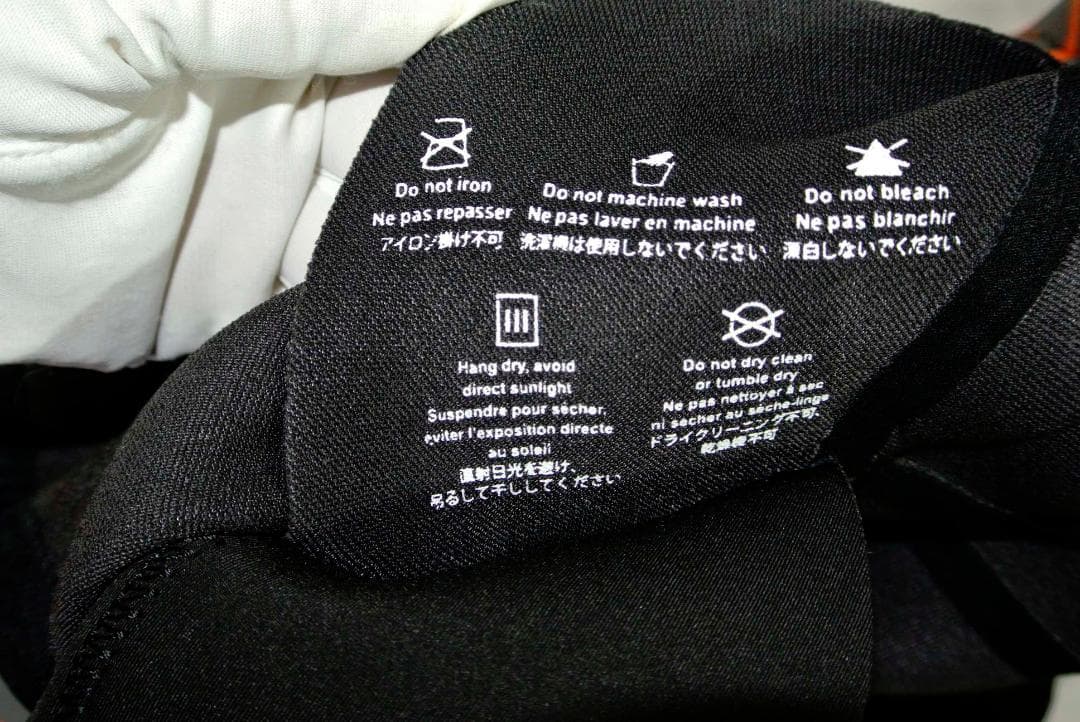 Do not iron
Ne pas repasser
アイロン掛け不可
Do not machine wash
Ne pas laver en machine
洗濯機は使用しないでください
Do not bleach
Ne pas blanchir
漂白しないでください
Hang dry, avoid
direct sunlight
Suspendre pour sécher,
éviter l'exposition directe
au soleil
直射日光を避け、
吊るして干ししてください
Do not dry clean
or tumble dry
Ne pas nettoyer à sec
ni sécher au sèche-linge
ドライクリーニング不可、
乾燥機不可